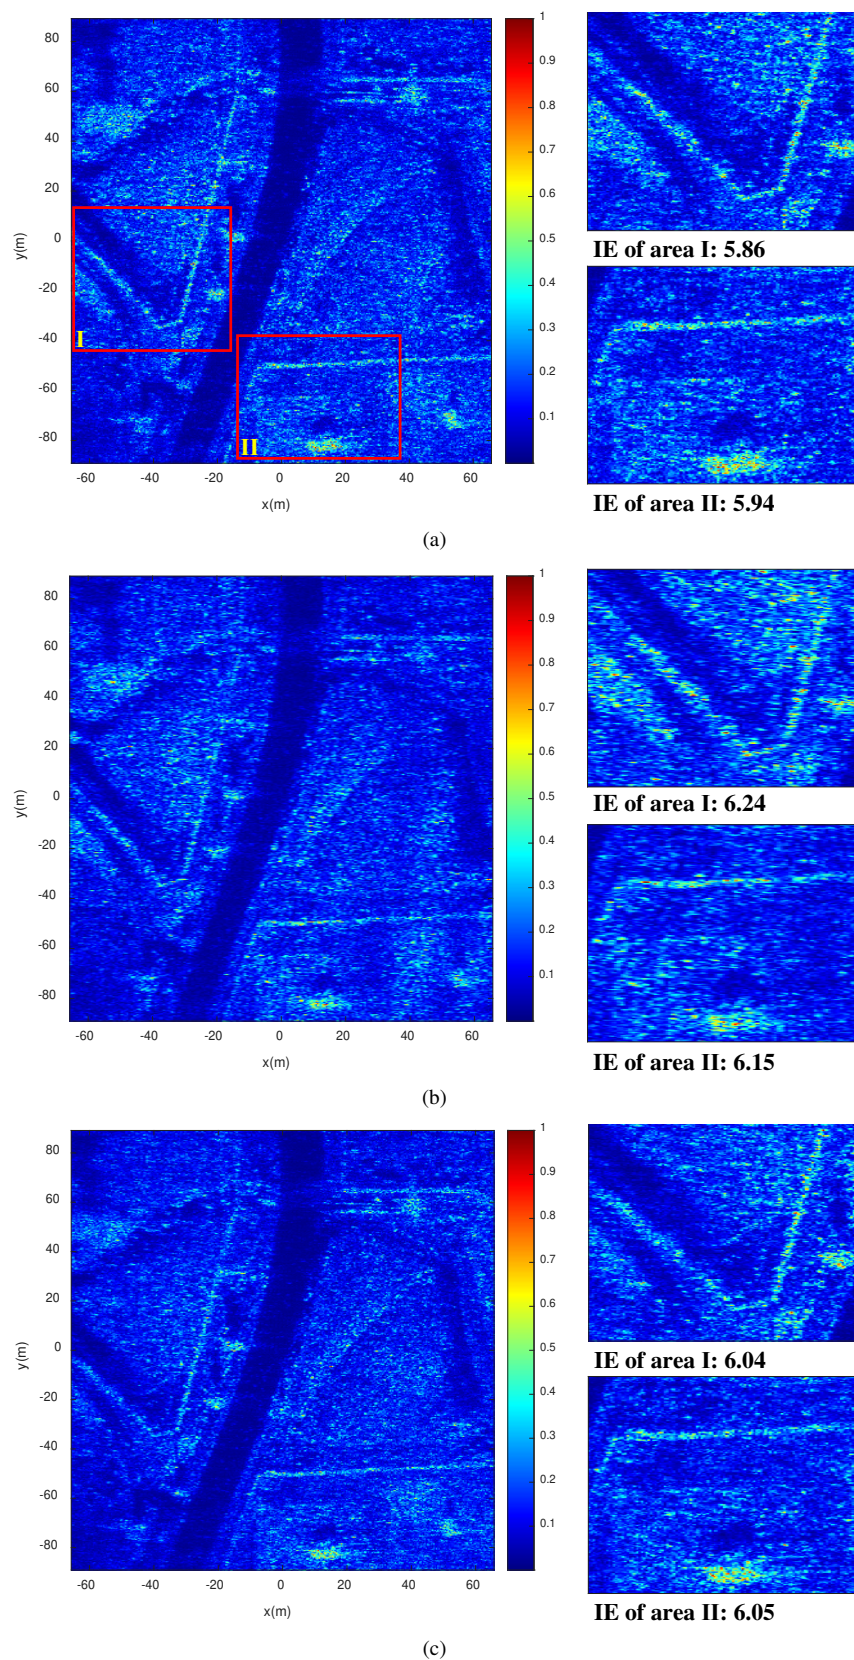 80
60
40
20
0
-20
-40
-60
-80
y(m)
I
II
-60 -40 -20 0 20 40 60
x(m)
1
0.9
0.8
0.7
0.6
0.5
0.4
0.3
0.2
0.1
IE of area I: 5.86
IE of area II: 5.94
(a)
80
60
40
20
0
-20
-40
-60
-80
y(m)
-60 -40 -20 0 20 40 60
x(m)
1
0.9
0.8
0.7
0.6
0.5
0.4
0.3
0.2
0.1
IE of area I: 6.24
IE of area II: 6.15
(b)
80
60
40
20
0
-20
-40
-60
-80
y(m)
-60 -40 -20 0 20 40 60
x(m)
1
0.9
0.8
0.7
0.6
0.5
0.4
0.3
0.2
0.1
IE of area I: 6.04
IE of area II: 6.05
(c)